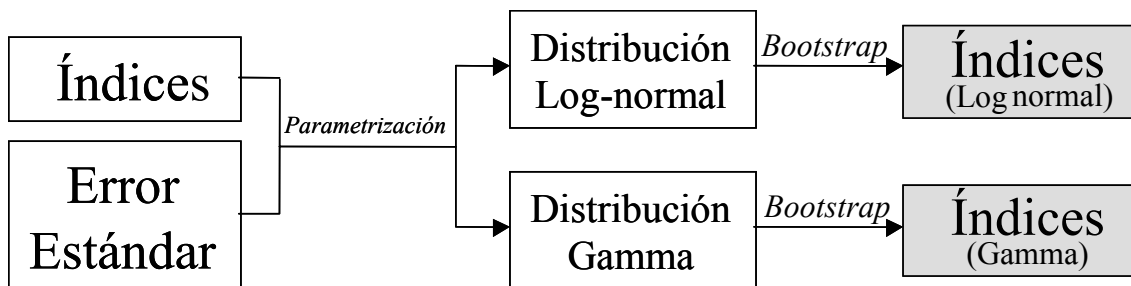 Índices
Error
Estándar
Parametrización
Distribución
Log-normal
Bootstrap
Índices
(Log normal)
Distribución
Gamma
Bootstrap
Índices
(Gamma)